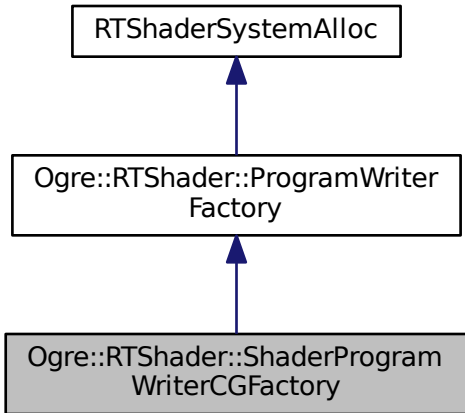 RTShaderSystemAlloc
Ogre::RTShader::ProgramWriter
Factory
Ogre::RTShader::ShaderProgram
WriterCGFactory